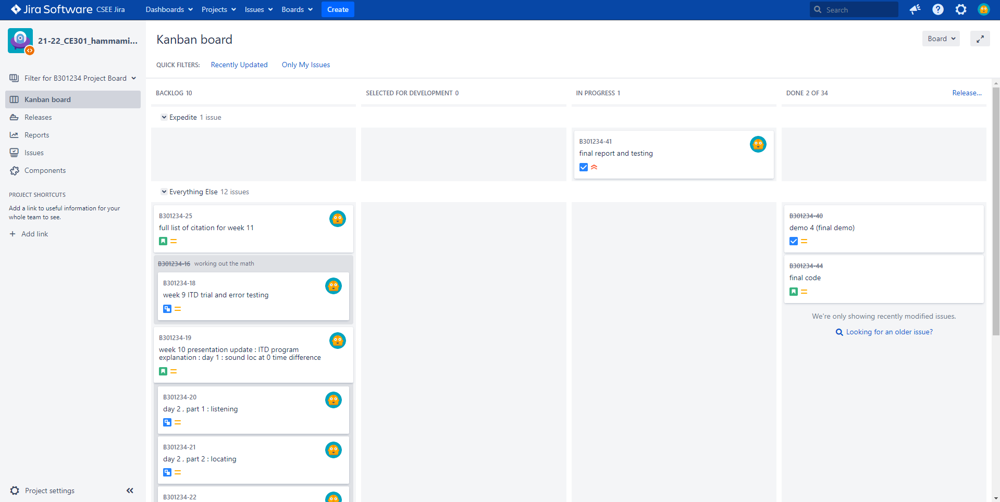 Jira Software CSEE Jira Dashboards Projects Issues Boards Create Search
21-22_CE301_hammami...
Filter for B301234 Project Board
Kanban board
Releases
Reports
Issues
Components
PROJECT SHORTCUTS
Add a link to useful information for your
whole team to see.
+ Add link
Project settings
Kanban board
Board
QUICK FILTERS: Recently Updated Only My Issues
BACKLOG 10 SELECTED FOR DEVELOPMENT 0 IN PROGRESS 1 DONE 2 OF 34 Release...
Expedite 1 issue
B301234-41
final report and testing
Everything Else 12 issues
B301234-25
full list of citation for week 11
B301234-16 working out the math
B301234-18
week 9 ITD trial and error testing
B301234-19
week 10 presentation update : ITD program
explanation : day 1 : sound loc at 0 time difference
B301234-20
day 2 , part 1 : listening
B301234-21
day 2 , part 2 : locating
B301234-22
B301234-40
demo 4 (final demo)
B301234-44
final code
We're only showing recently modified issues.
Looking for an older issue?